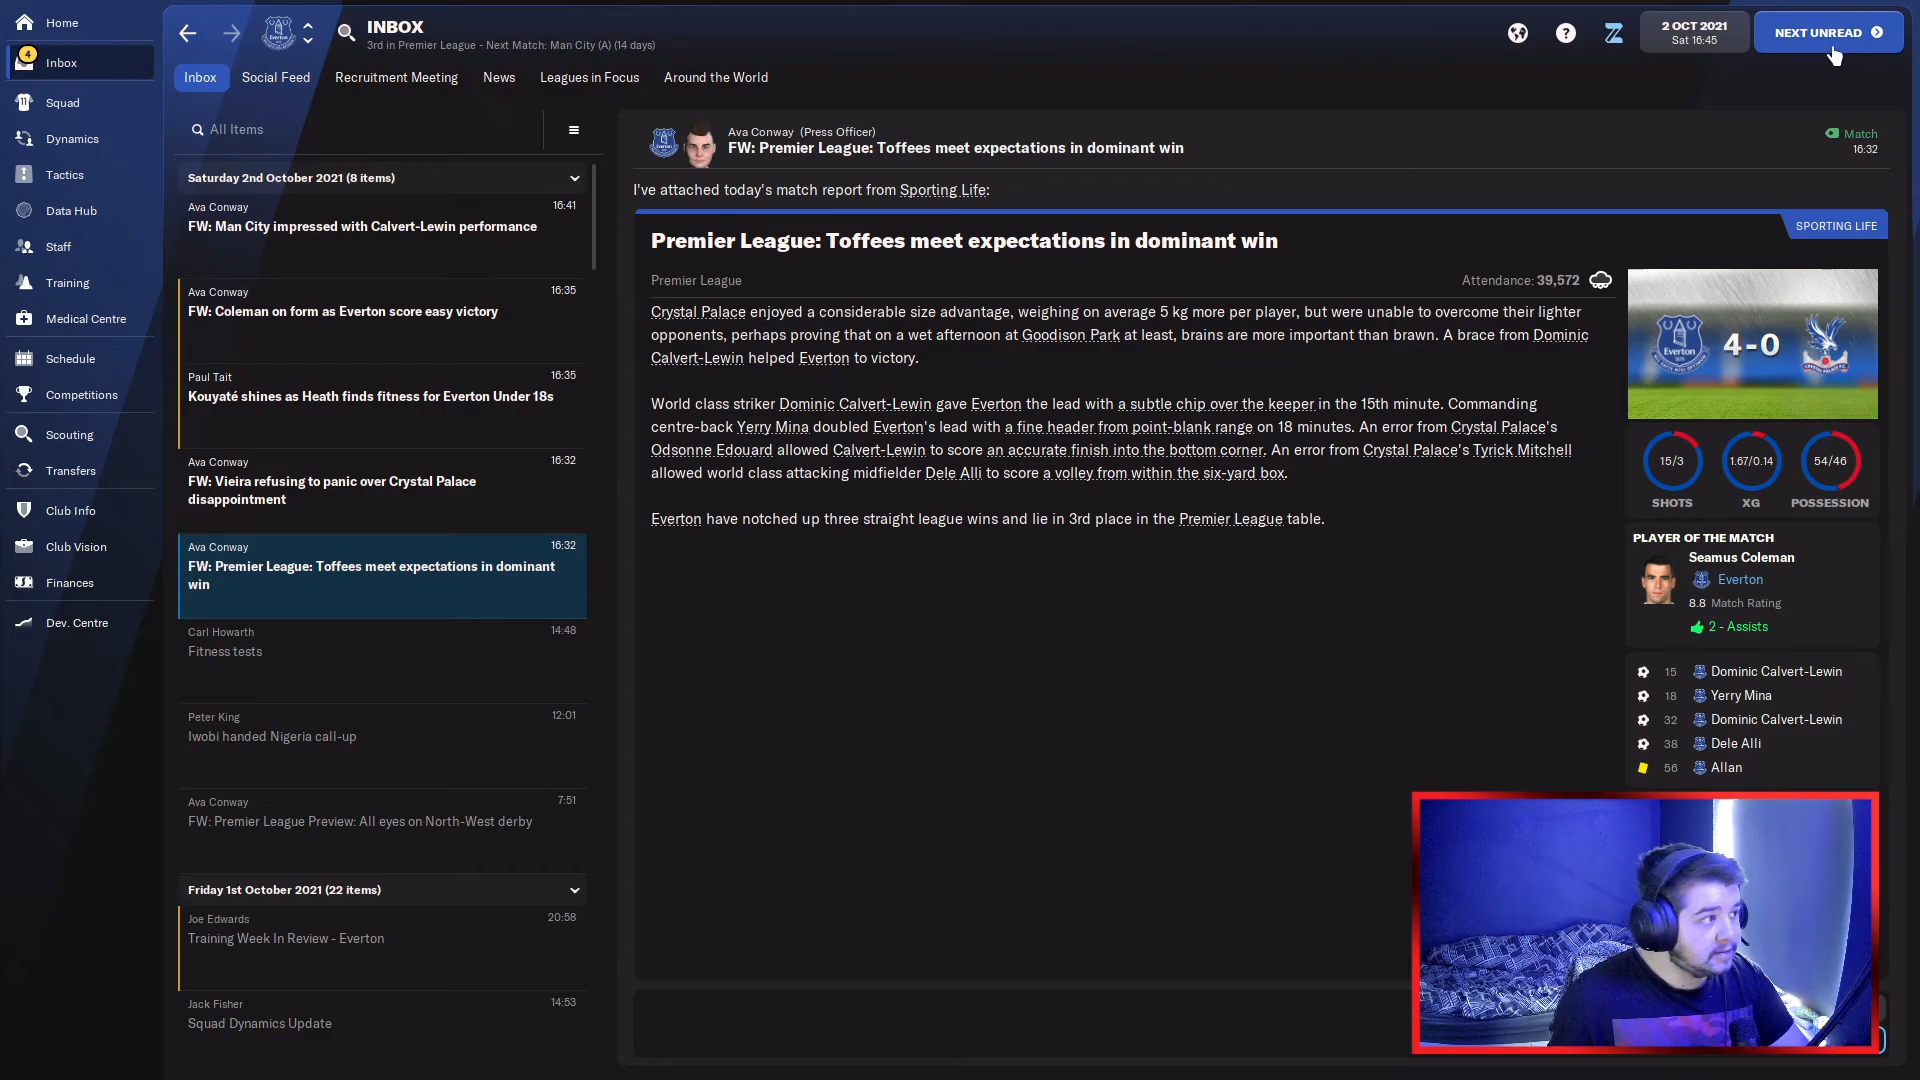 Home
4
Inbox
Squad
Dynamics
Tactics
Data Hub
Staff
Training
Medical Centre
Schedule
Competitions
Scouting
Transfers
Club Info
Club Vision
Finances
Dev. Centre
INBOX
3rd in Premier League - Next Match: Man City (A) (14 days)
2 OCT 2021
Sat 16:45
NEXT UNREAD
Inbox
Social Feed
Recruitment Meeting
News
Leagues in Focus
Around the World
All Items
Saturday 2nd October 2021 (8 items)
Ava Conway
16:41
FW: Man City impressed with Calvert-Lewin performance
Ava Conway
16:35
FW: Coleman on form as Everton score easy victory
Paul Tait
16:35
Kouyaté shines as Heath finds fitness for Everton Under 18s
Ava Conway
16:32
FW: Vieira refusing to panic over Crystal Palace
disappointment
Ava Conway
16:32
FW: Premier League: Toffees meet expectations in dominant
win
Carl Howarth
14:48
Fitness tests
Peter King
12:01
Iwobi handed Nigeria call-up
Ava Conway
7:51
FW: Premier League Preview: All eyes on North-West derby
Friday 1st October 2021 (22 items)
Joe Edwards
20:58
Training Week In Review - Everton
Jack Fisher
14:53
Squad Dynamics Update
Ava Conway (Press Officer)
FW: Premier League: Toffees meet expectations in dominant win
Match
16:32
I've attached today's match report from Sporting Life:
SPORTING LIFE
Premier League: Toffees meet expectations in dominant win
Premier League
Attendance: 39,572
Crystal Palace enjoyed a considerable size advantage, weighing on average 5 kg more per player, but were unable to overcome their lighter
opponents, perhaps proving that on a wet afternoon at Goodison Park at least, brains are more important than brawn. A brace from Dominic
Calvert-Lewin helped Everton to victory.
World class striker Dominic Calvert-Lewin gave Everton the lead with a subtle chip over the keeper in the 15th minute. Commanding
centre-back Yerry Mina doubled Everton's lead with a fine header from point-blank range on 18 minutes. An error from Crystal Palace's
Odsonne Edouard allowed Calvert-Lewin to score an accurate finish into the bottom corner. An error from Crystal Palace's Tyrick Mitchell
allowed world class attacking midfielder Dele Alli to score a volley from within the six-yard box.
Everton have notched up three straight league wins and lie in 3rd place in the Premier League table.
Everton
4-0
15/3
1.67/0.14
54/46
SHOTS
XG
POSSESSION
PLAYER OF THE MATCH
Seamus Coleman
Everton
8.8 Match Rating
2 - Assists
15 Dominic Calvert-Lewin
18 Yerry Mina
32 Dominic Calvert-Lewin
38 Dele Alli
56 Allan